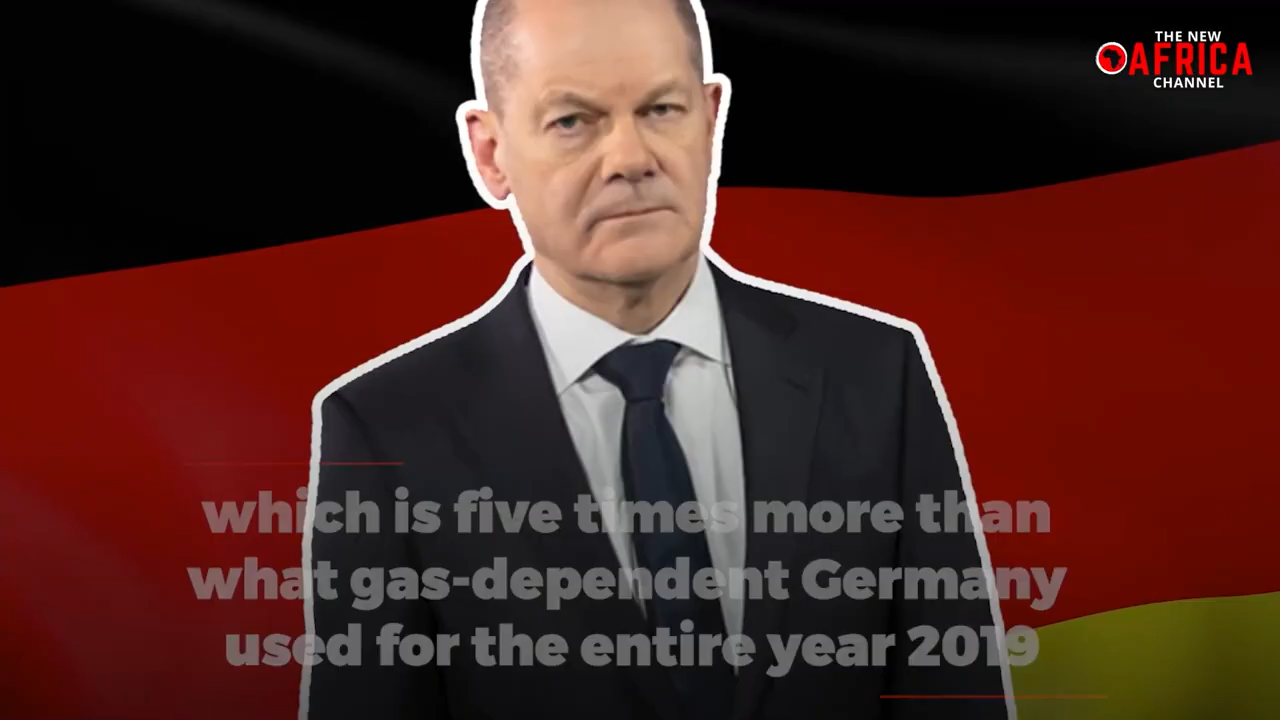 THE NEW
AFRICA
CHANNEL
which is five times more than
what gas-dependent Germany
used for the entire year 2019